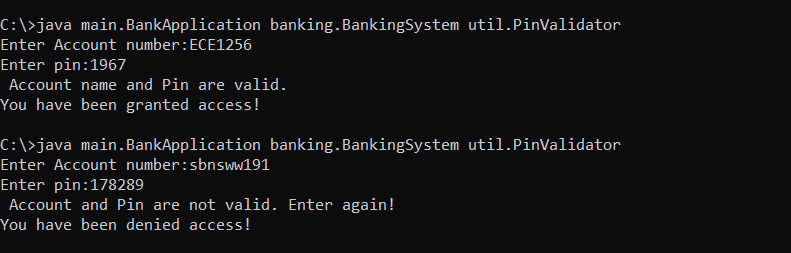 C:\>java main.BankApplication banking.BankingSystem util.PinValidator
Enter Account number:ECE1256
Enter pin:1967
 Account name and Pin are valid.
You have been granted access!

C:\>java main.BankApplication banking.BankingSystem util.PinValidator
Enter Account number:sbnsww191
Enter pin:178289
 Account and Pin are not valid. Enter again!
You have been denied access!